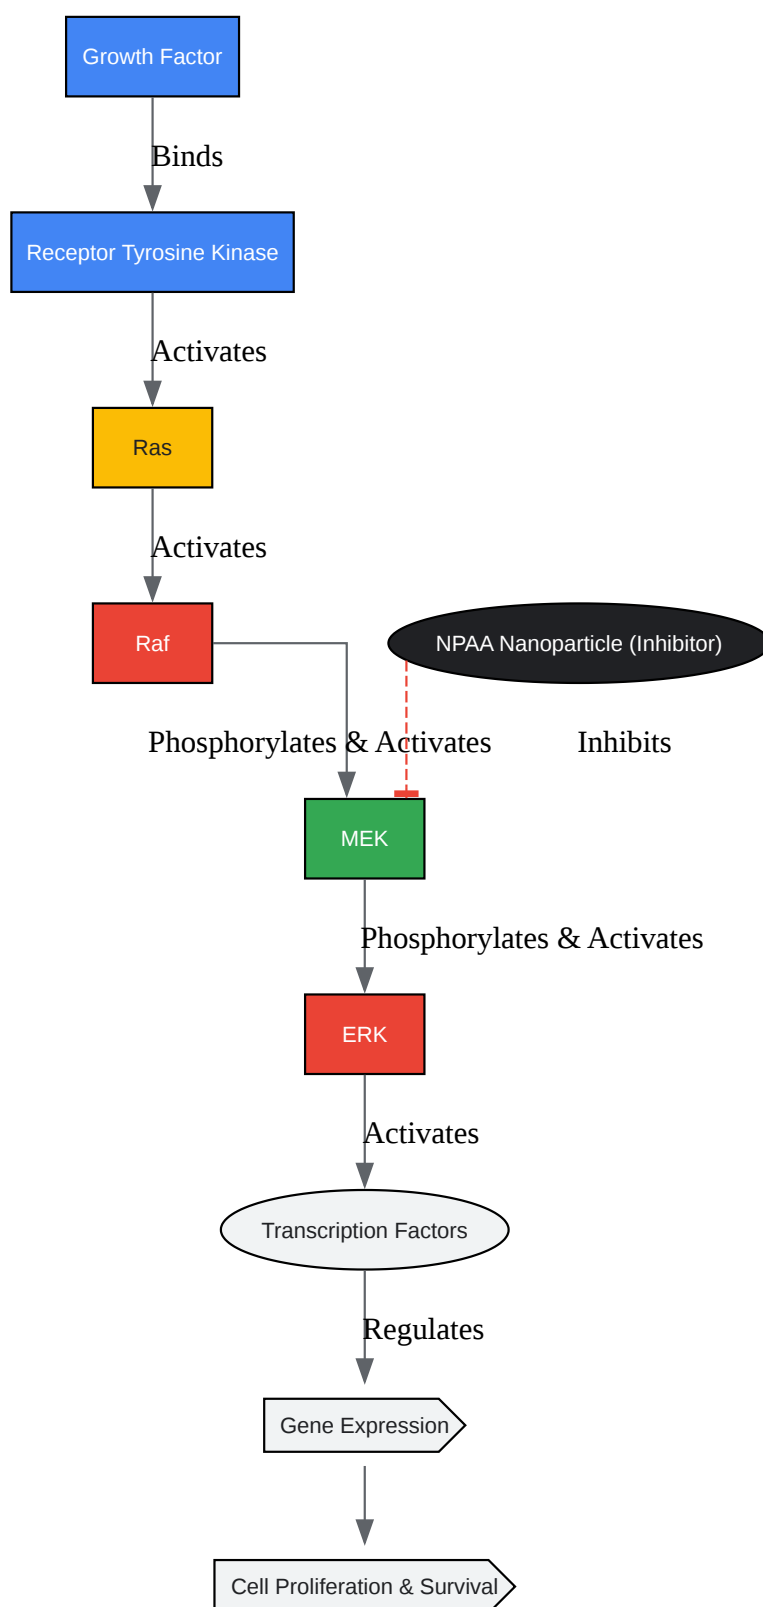 Growth Factor
Binds
Receptor Tyrosine Kinase
Activates
Ras
Activates
Raf
NPAA Nanoparticle (Inhibitor)
Phosphorylates & Activates
Inhibits
MEK
Phosphorylates & Activates
ERK
Activates
Transcription Factors
Regulates
Gene Expression
Cell Proliferation & Survival